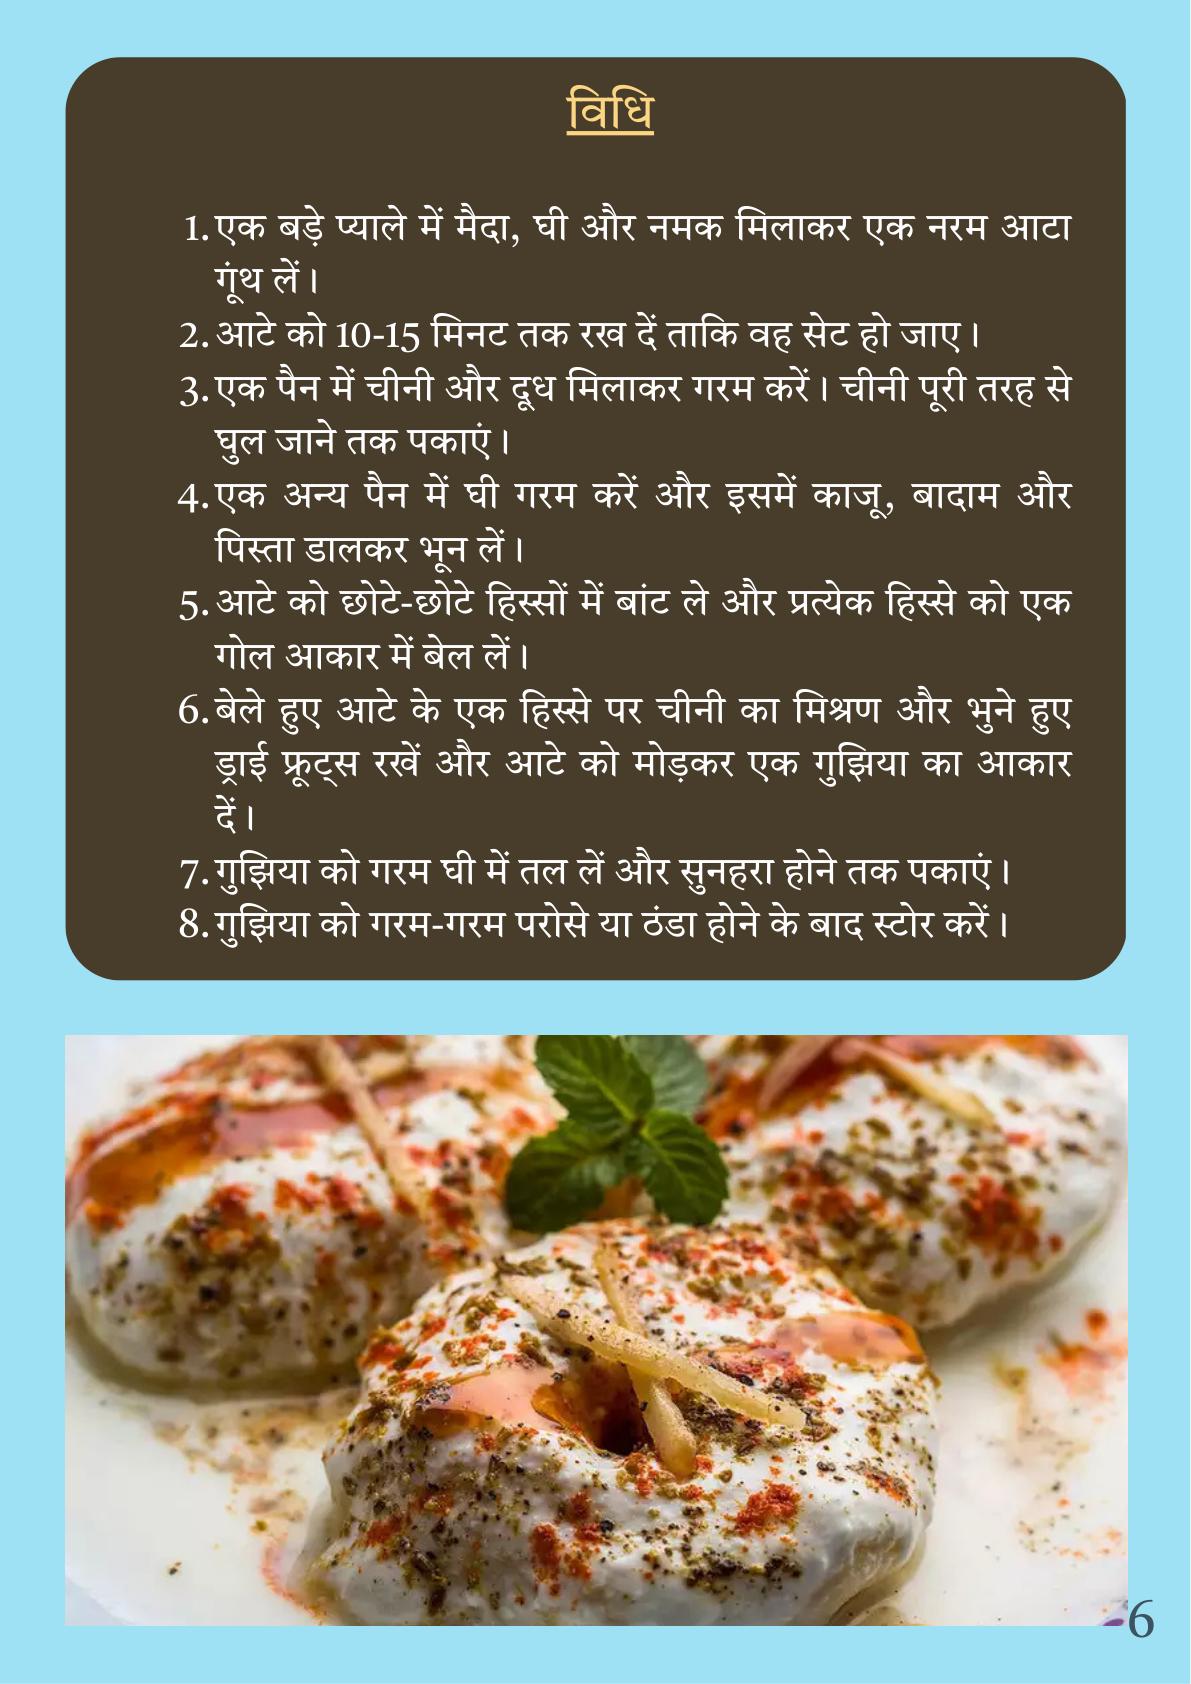 विधि
1. एक बड़े प्याले में मैदा, घी और नमक मिलाकर एक नरम आटा
गूंथ लें।
2. आटे को 10-15 मिनट तक रख दें ताकि वह सेट हो जाए।
3. एक पैन में चीनी और दूध मिलाकर गरम करें। चीनी पूरी तरह से
घुल जाने तक पकाएं।
4. एक अन्य पैन में घी गरम करें और इसमें काजू, बादाम और
पिस्ता डालकर भून लें।
5. आटे को छोटे-छोटे हिस्सों में बांट ले और प्रत्येक हिस्से को एक
गोल आकार में बेल लें।
6. बेले हुए आटे के एक हिस्से पर चीनी का मिश्रण और भुने हुए
ड्राई फ्रूट्स रखें और आटे को मोड़कर एक गुझिया का आकार
दें।
7. गुझिया को गरम घी में तल लें और सुनहरा होने तक पकाएं।
8. गुझिया को गरम-गरम परोसे या ठंडा होने के बाद स्टोर करें।
6